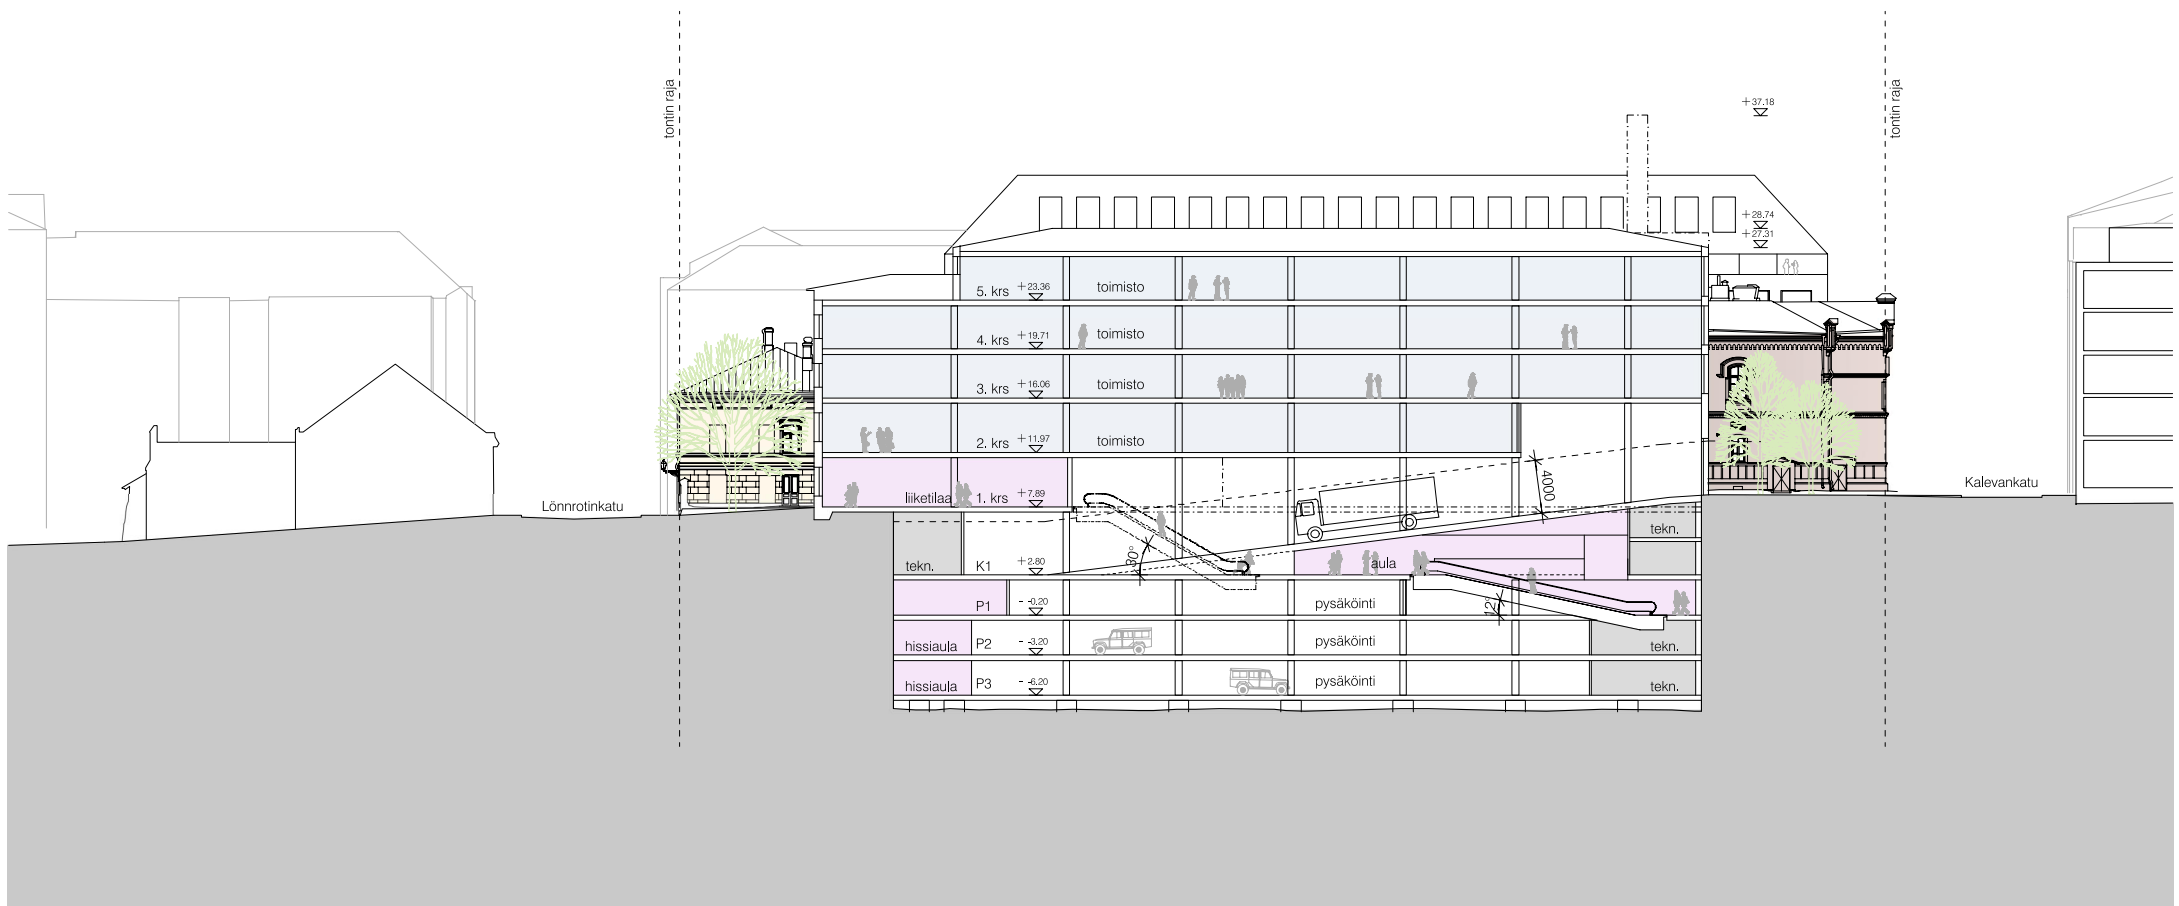 tontin raja
tontin raja
+37.18
+28.74
+27.31
5. krs +23.36 toimisto
4. krs +19.71 toimisto
3. krs +16.06 toimisto
2. krs +11.97 toimisto
liiketilaa 1. krs +7.89
4000
Lönnrotinkatu
Kalevankatu
tekn.
tekn. K1 +2.80 30° aula
P1 - -0.20 pysäköinti 12°
hissiaula P2 - -3.20 pysäköinti tekn.
hissiaula P3 - -6.20 pysäköinti tekn.